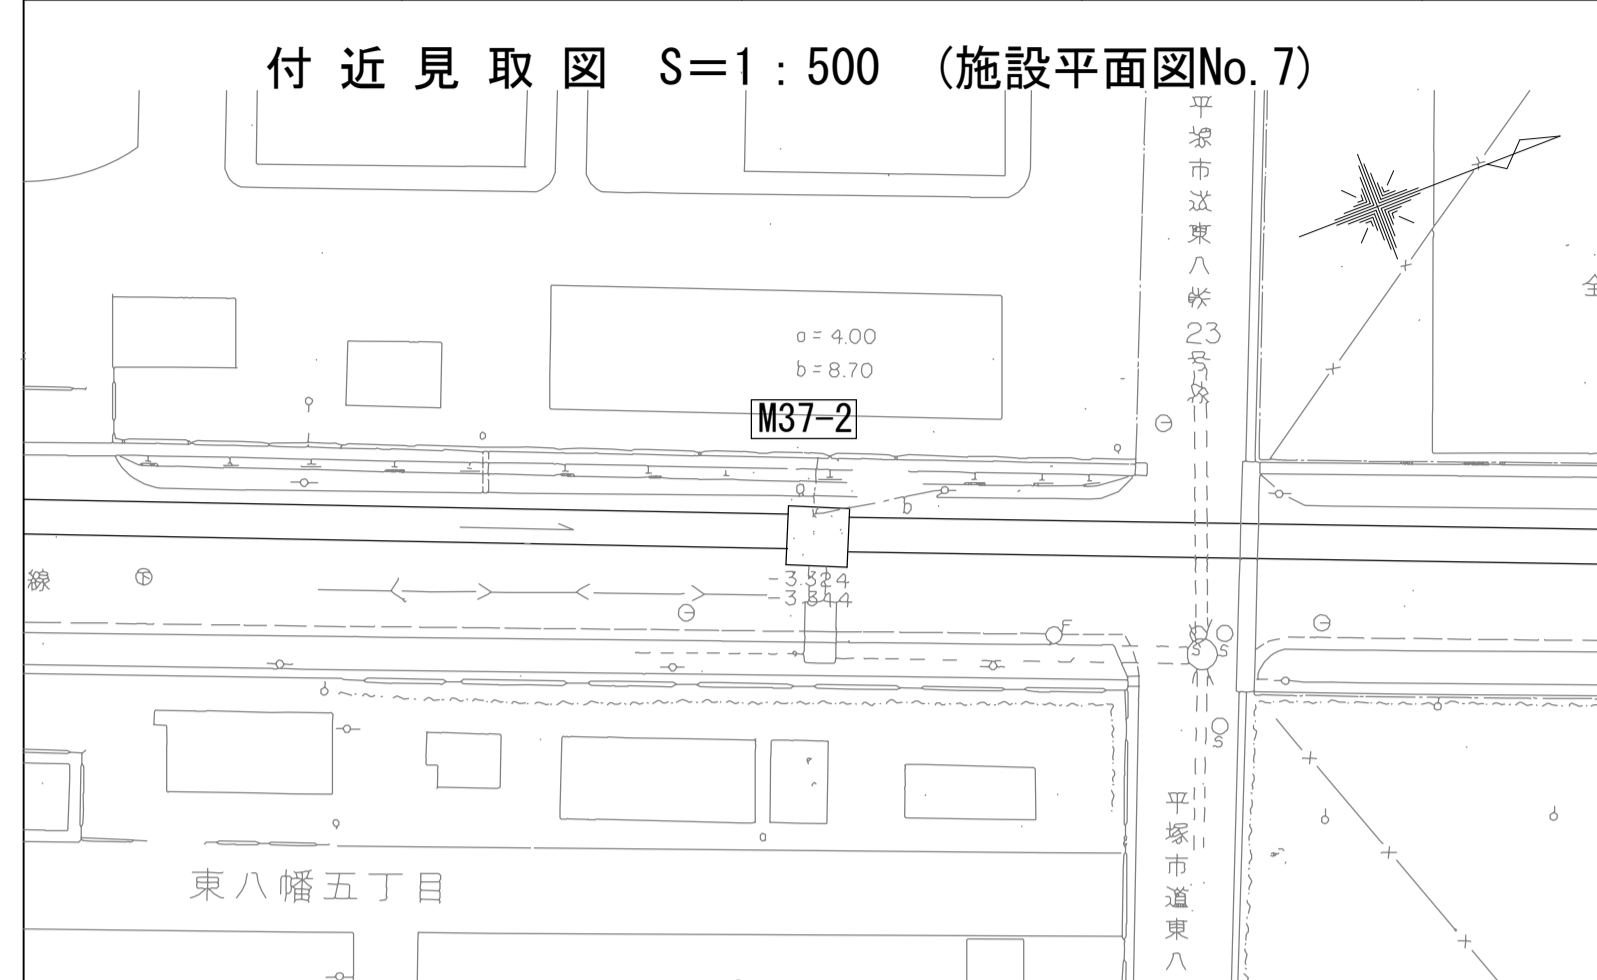 付近見取図 S=1:500 (施設平面図No.7)
平塚市道東八幡23号線
全
a=4.00
b=8.70
M37-2
a
b
-3.324
-3.344
線
下
F
S
S
S
東八幡五丁目
平塚市道東八